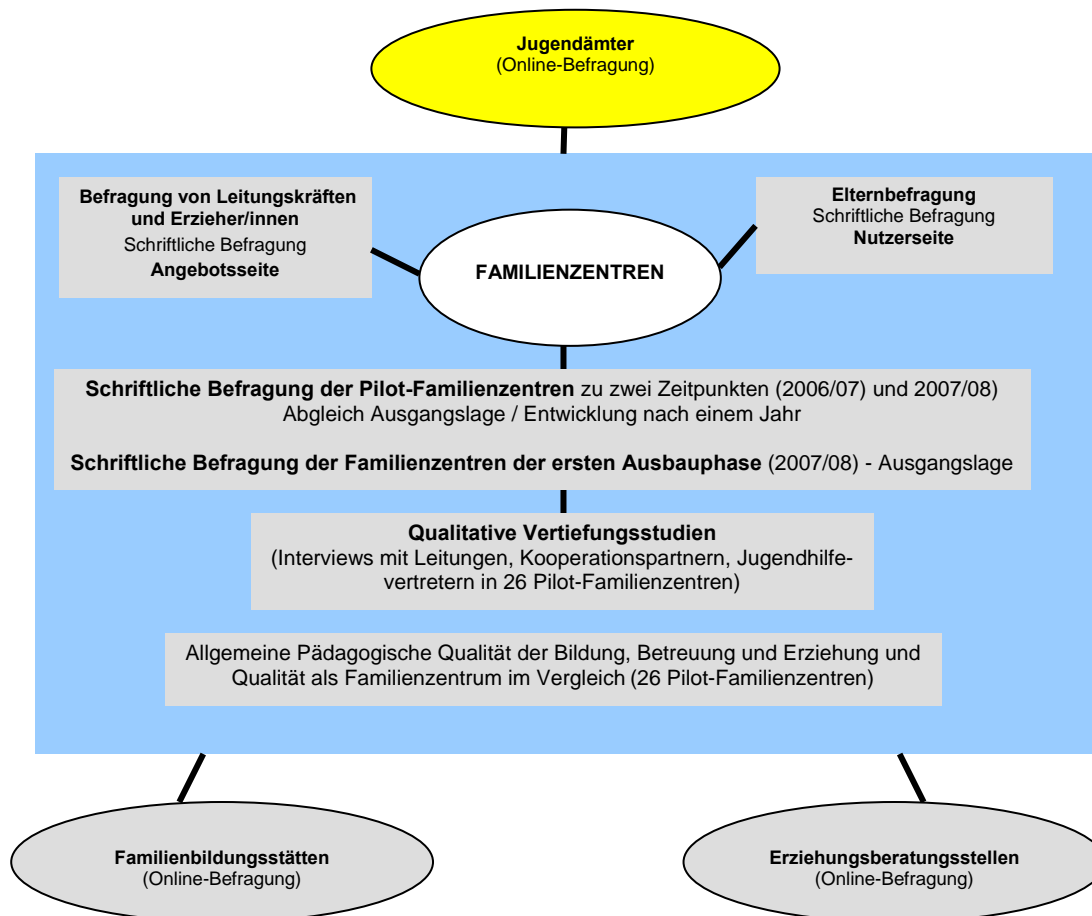 Jugendämter
(Online-Befragung)
Befragung von Leitungskräften
und Erzieher/innen
Schriftliche Befragung
Angebotsseite
Elternbefragung
Schriftliche Befragung
Nutzerseite
FAMILIENZENTREN
Schriftliche Befragung der Pilot-Familienzentren zu zwei Zeitpunkten (2006/07) und 2007/08)
Abgleich Ausgangslage / Entwicklung nach einem Jahr
Schriftliche Befragung der Familienzentren der ersten Ausbauphase (2007/08) - Ausgangslage
Qualitative Vertiefungsstudien
(Interviews mit Leitungen, Kooperationspartnern, Jugendhilfe-
vertretern in 26 Pilot-Familienzentren)
Allgemeine Pädagogische Qualität der Bildung, Betreuung und Erziehung und
Qualität als Familienzentrum im Vergleich (26 Pilot-Familienzentren)
Familienbildungsstätten
(Online-Befragung)
Erziehungsberatungsstellen
(Online-Befragung)